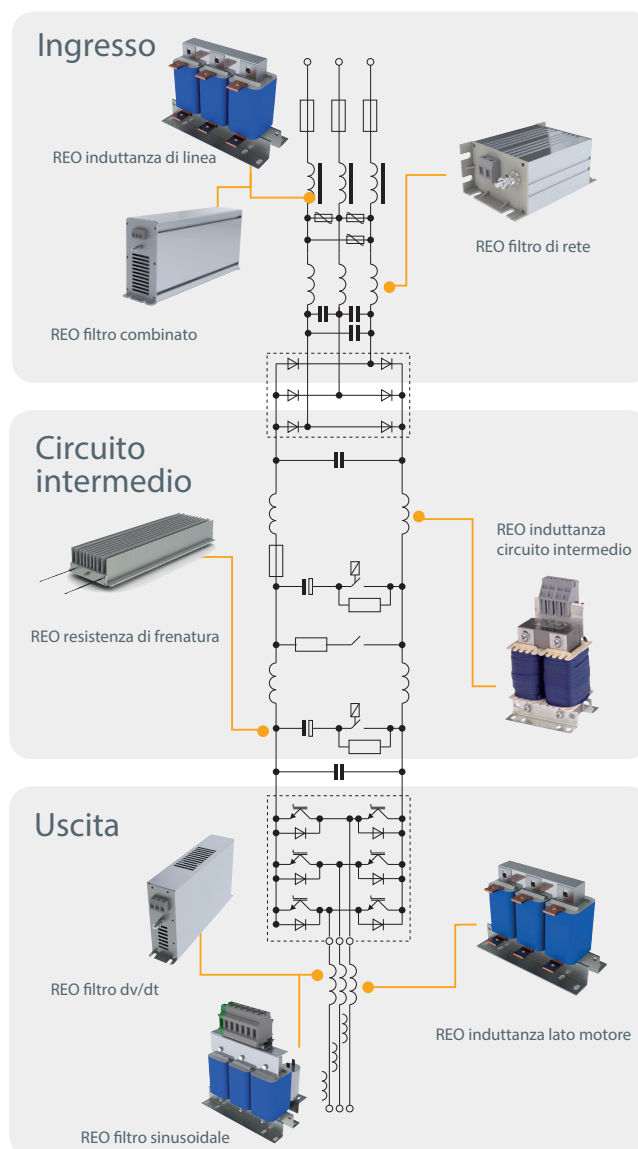 Ingresso
REO induttanza di linea
REO filtro di rete
REO filtro combinato
Circuito
intermedio
REO induttanza
circuito intermedio
REO resistenza di frenatura
Uscita
REO filtro dv/dt
REO induttanza lato motore
REO filtro sinusoidale